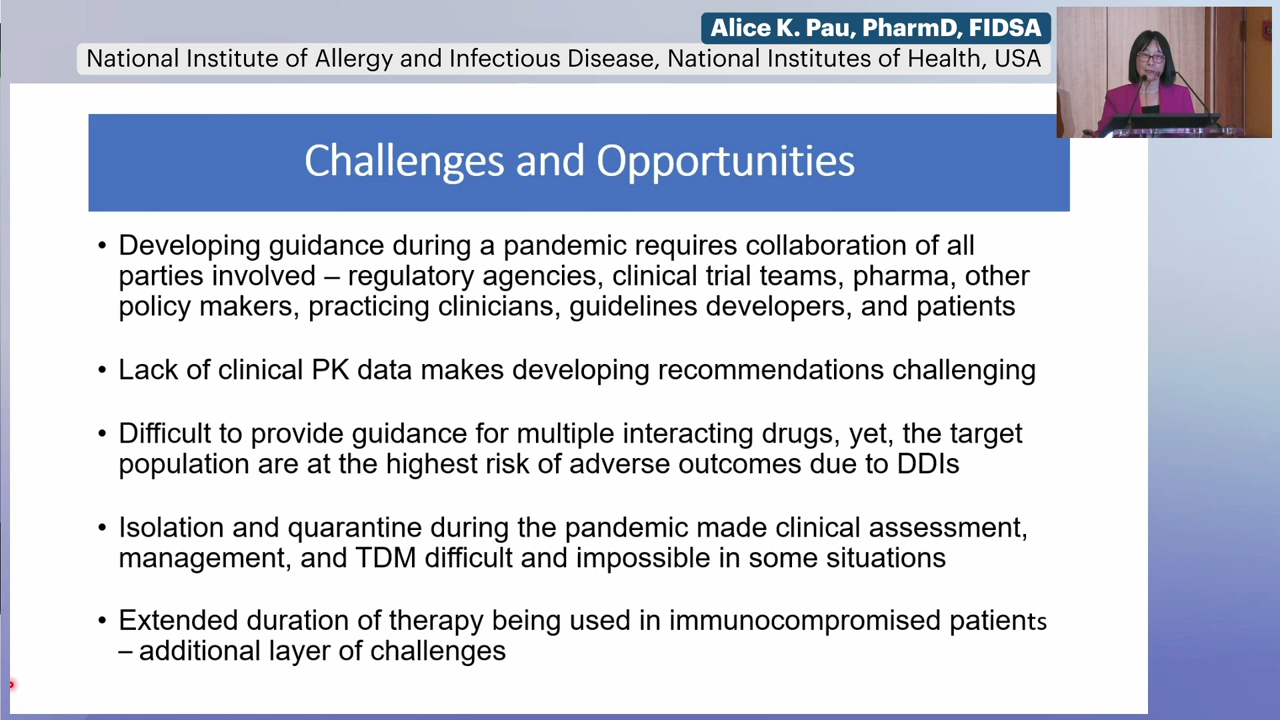 Alice K. Pau, PharmD, FIDSA
National Institute of Allergy and Infectious Disease, National Institutes of Health, USA
Challenges and Opportunities
• Developing guidance during a pandemic requires collaboration of all
parties involved – regulatory agencies, clinical trial teams, pharma, other
policy makers, practicing clinicians, guidelines developers, and patients
• Lack of clinical PK data makes developing recommendations challenging
• Difficult to provide guidance for multiple interacting drugs, yet, the target
population are at the highest risk of adverse outcomes due to DDIs
• Isolation and quarantine during the pandemic made clinical assessment,
management, and TDM difficult and impossible in some situations
• Extended duration of therapy being used in immunocompromised patients
– additional layer of challenges